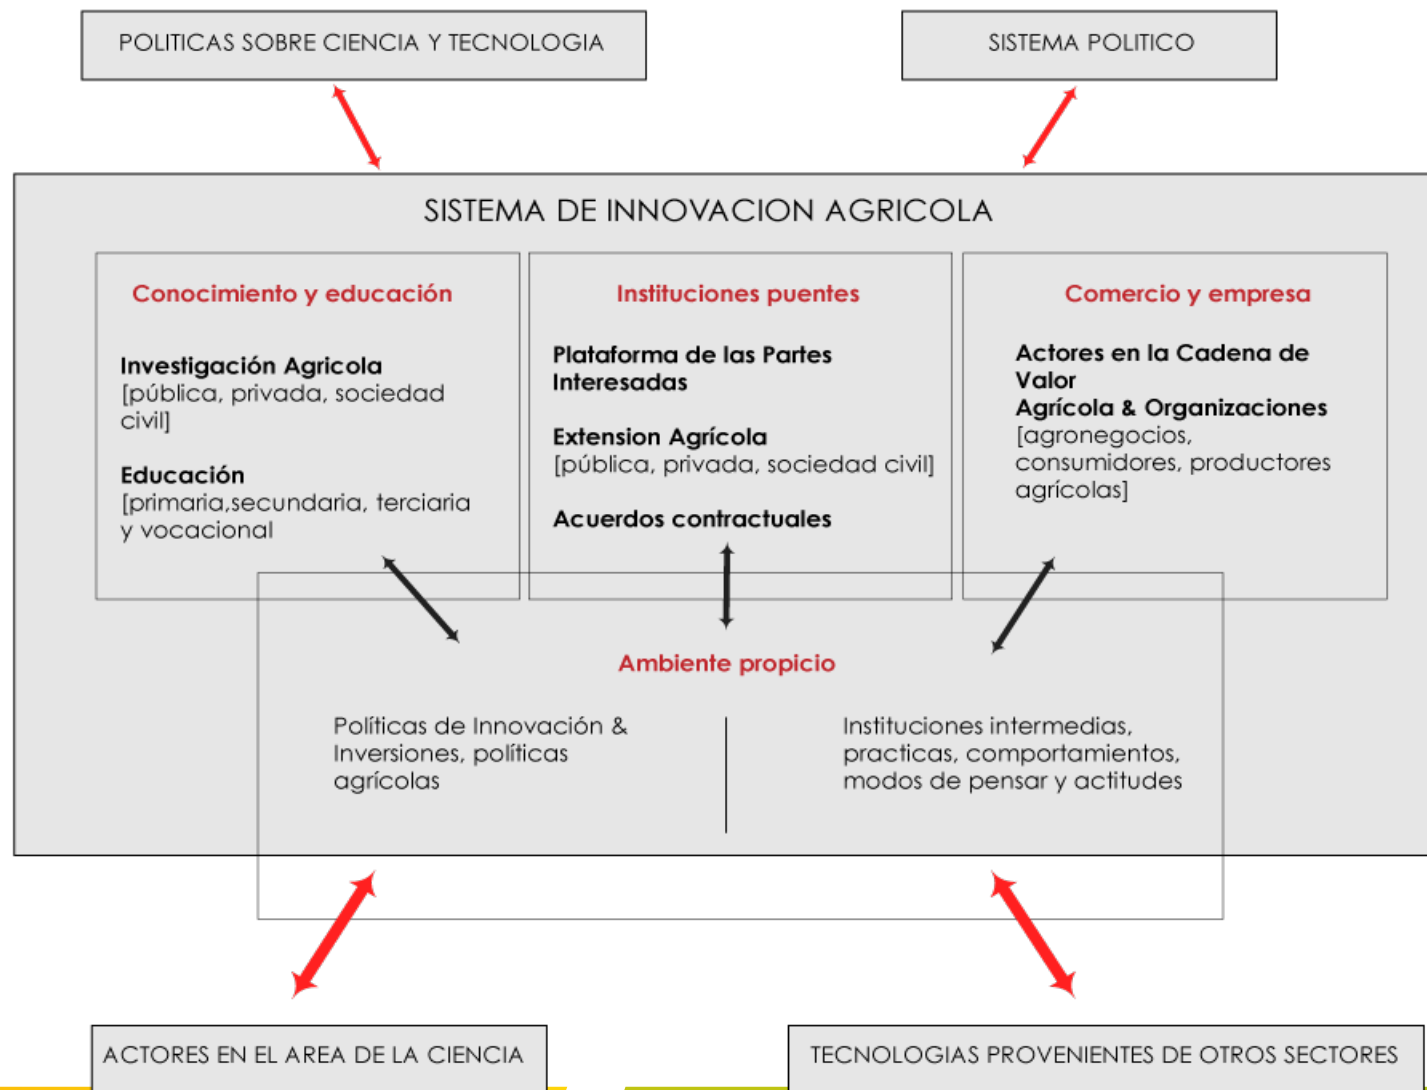 POLITICAS SOBRE CIENCIA Y TECNOLOGIA
SISTEMA POLITICO
SISTEMA DE INNOVACION AGRICOLA
Conocimiento y educación
Investigación Agricola
[pública, privada, sociedad
civil]
Educación
[primaria,secundaria, terciaria
y vocacional
Instituciones puentes
Plataforma de las Partes
Interesadas
Extension Agrícola
[pública, privada, sociedad civil]
Acuerdos contractuales
Comercio y empresa
Actores en la Cadena de
Valor
Agrícola & Organizaciones
[agronegocios,
consumidores, productores
agrícolas]
Ambiente propicio
Políticas de Innovación &
Inversiones, políticas
agrícolas
Instituciones intermedias,
practicas, comportamientos,
modos de pensar y actitudes
ACTORES EN EL AREA DE LA CIENCIA
TECNOLOGIAS PROVENIENTES DE OTROS SECTORES